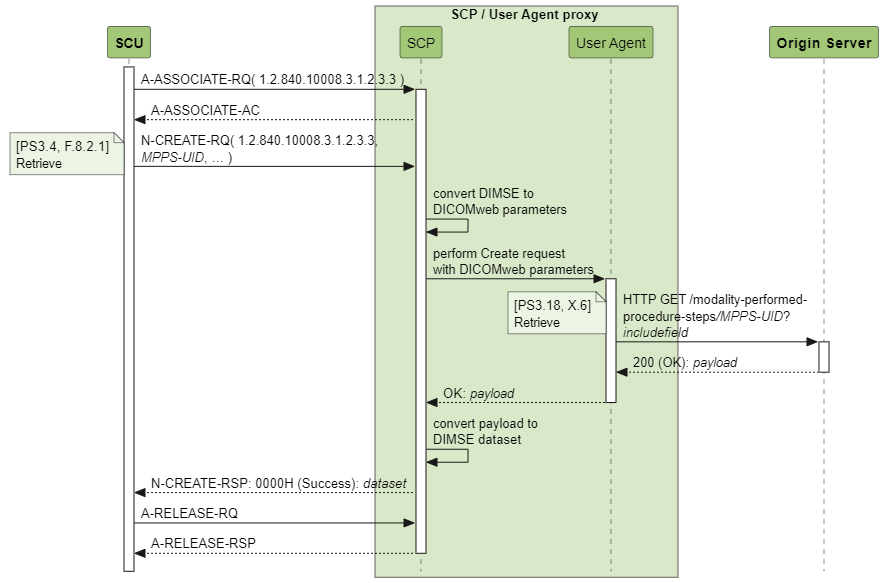 SCP / User Agent proxy
SCU
SCP
User Agent
Origin Server
A-ASSOCIATE-RQ( 1.2.840.10008.3.1.2.3.3 )
A-ASSOCIATE-AC
[PS3.4, F.8.2.1]
Retrieve
N-CREATE-RQ( 1.2.840.10008.3.1.2.3.3,
MPPS-UID, ... )
convert DIMSE to
DICOMweb parameters
perform Create request
with DICOMweb parameters
[PS3.18, X.6]
Retrieve
HTTP GET /modality-performed-
procedure-steps/MPPS-UID?
includefield
200 (OK): payload
OK: payload
convert payload to
DIMSE dataset
N-CREATE-RSP: 0000H (Success): dataset
A-RELEASE-RQ
A-RELEASE-RSP